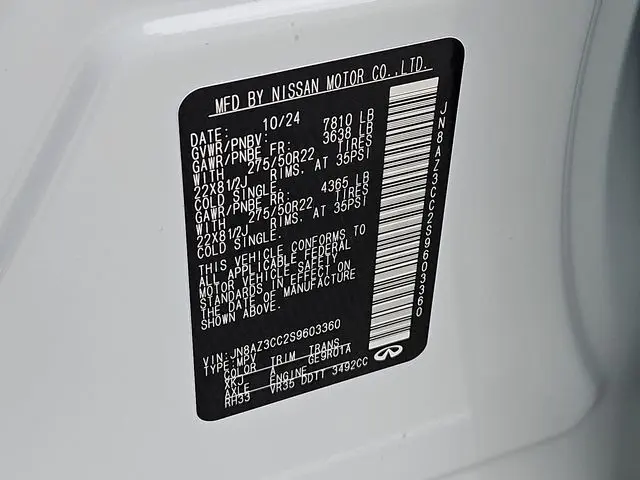 MFD BY NISSAN MOTOR CO.,LTD.
DATE: 10/24
GVWR/PNBV: 7810 LB
GAWR/PNBE FR: 3638 LB
WITH 275/50R22 TIRES
22X81/2J RIMS. AT 35PSI
COLD SINGLE.
GAWR/PNBE RR: 4365 LB
WITH 275/50R22 TIRES
22X81/2J RIMS. AT 35PSI
COLD SINGLE.
THIS VEHICLE CONFORMS TO
ALL APPLICABLE FEDERAL
MOTOR VEHICLE SAFETY
STANDARDS IN EFFECT ON
THE DATE OF MANUFACTURE
SHOWN ABOVE.
VIN: JN8AZ3CC2S9603360
TYPE: MPV
COLOR TRIM TRANS
XKJ A GE9R01A
AXLE ENGINE
RH33 VR35 DDTT 3492CC
JN8AZ3CC2S9603360